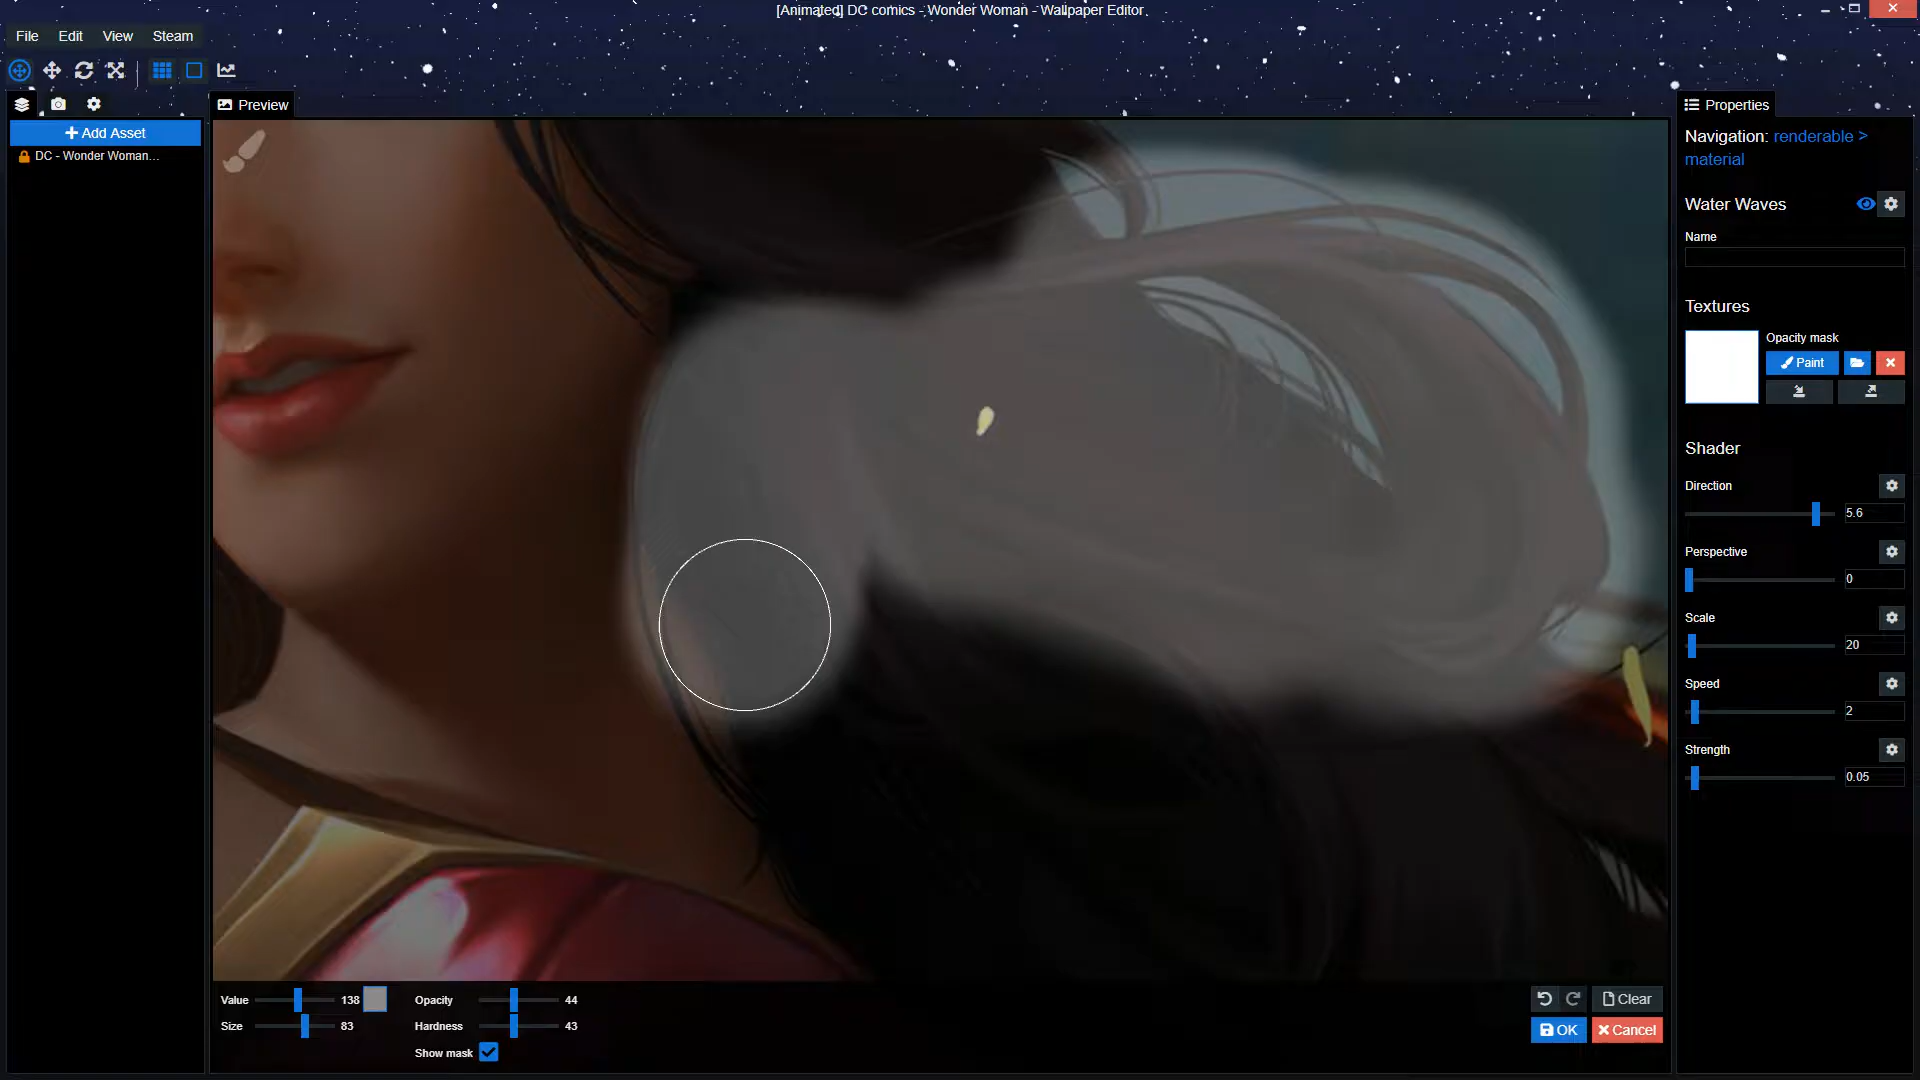 [Animated] DC comics - Wonder Woman - Wallpaper Editor
File Edit View Steam
Preview
Properties
Add Asset
DC - Wonder Woman...
Navigation: renderable >
material
Water Waves
Name
Textures
Opacity mask
Paint
Shader
Direction
5.6
Perspective
0
Scale
20
Speed
2
Strength
0.05
Value 138 Opacity 44
Size 83 Hardness 43
Show mask
Clear
OK Cancel